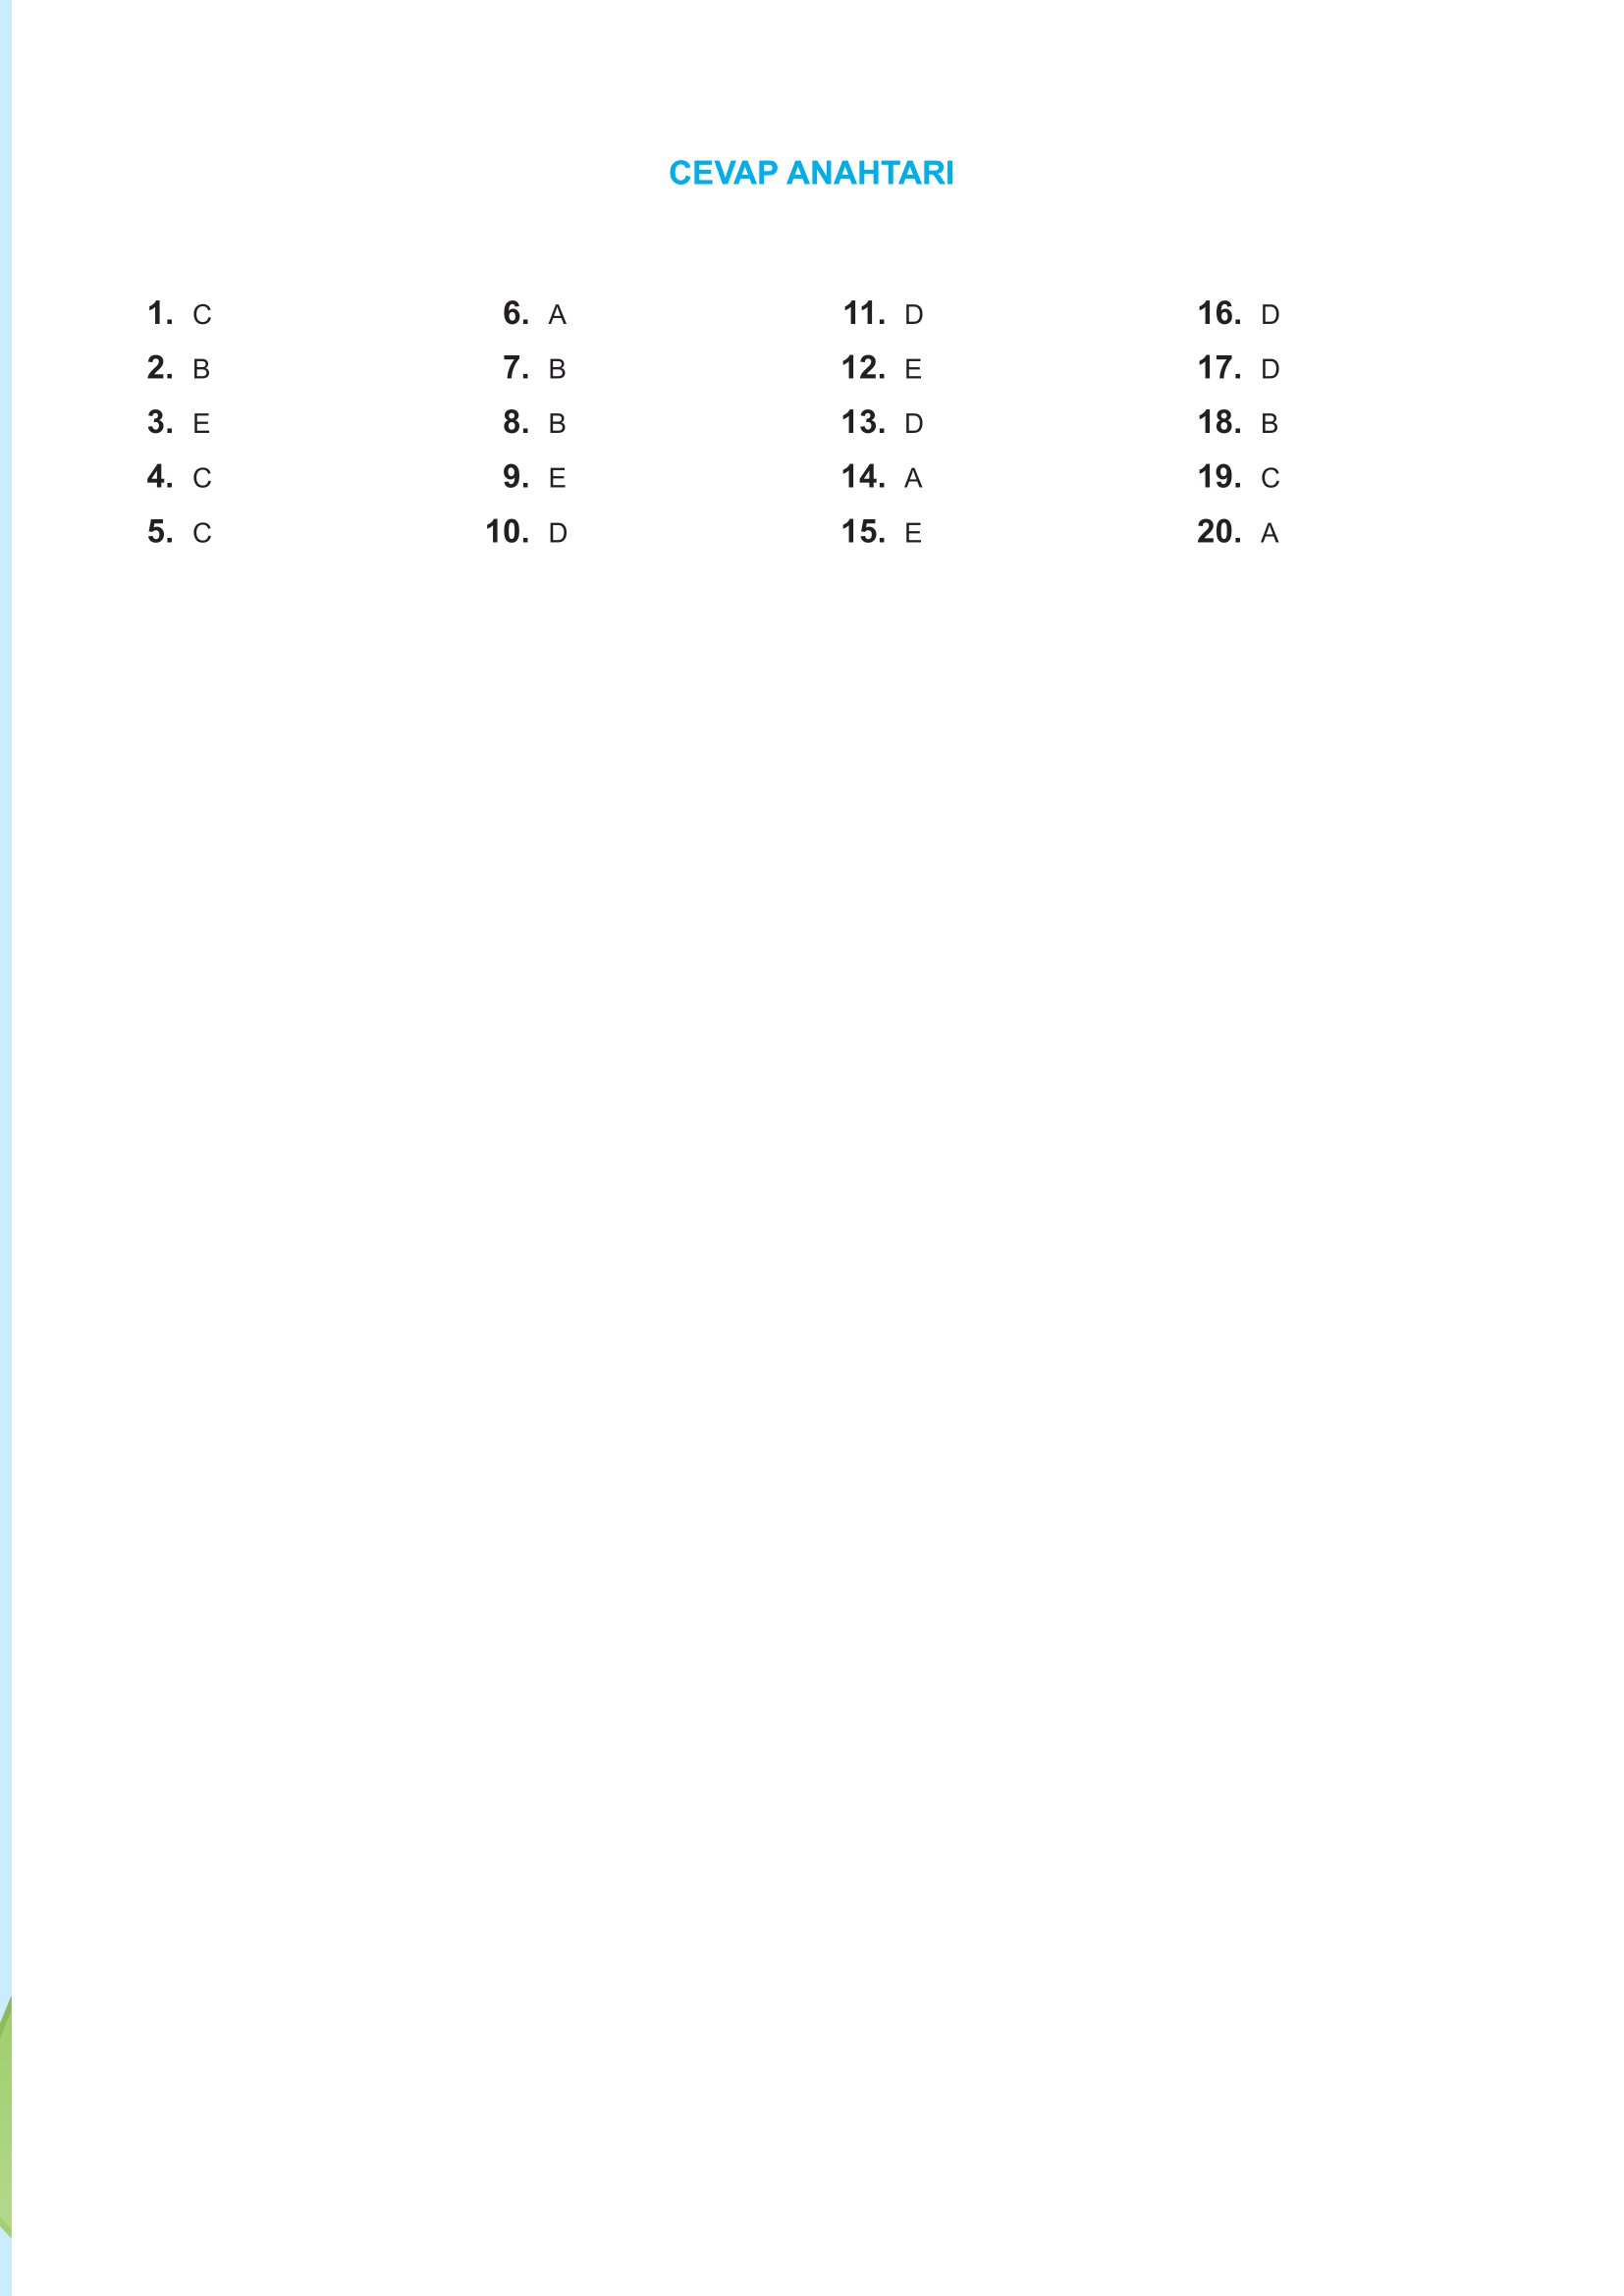 CEVAP ANAHTARI
1. C
2. B
3. E
4. C
5. C
6. A
7. B
8. B
9. E
10. D
11. D
12. E
13. D
14. A
15. E
16. D
17. D
18. B
19. C
20. A